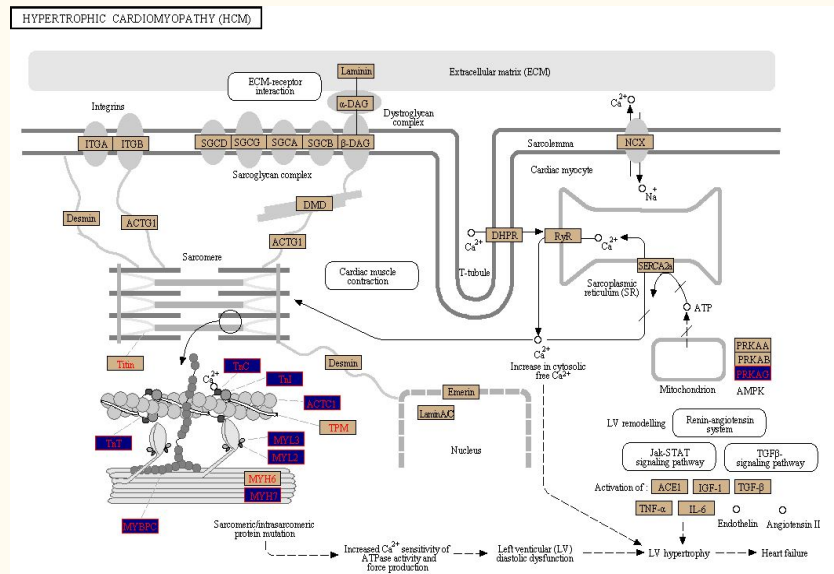 HYPERTROPHIC CARDIOMYOPATHY (HCM)
Laminin
Extracellular matrix (ECM)
ECM-receptor
interaction
Ca2+
Integrins
α-DAG
Dystroglycan
complex
ITGA
ITGB
SGCD
SGCG
SGCA
SGCB
β-DAG
Sarcolemma
NCX
Sarcoglycan complex
Cardiac myocyte
Na+
DMD
Desmin
ACTG1
ACTG1
Ca2+
DHPR
RyR
Ca2+
Sarcomere
T-tubule
SERCA2a
Cardiac muscle
contraction
Sarcoplasmic
reticulum (SR)
ATP
Ca2+
Increase in cytosolic
free Ca2+
Mitochondrion
PRKAA
PRKAB
PRKAG
AMPK
Titin
TnC
Desmin
Ca2+
TnI
Emerin
ACTC1
LaminA/C
TPM
TnT
Nucleus
MYL3
MYL2
MYH6
MYH7
MYBPC
LV remodelling
Renin-angiotensin
system
Jak-STAT
signaling pathway
TGFβ-
signaling pathway
Activation of :
ACE1
IGF-1
TGF-β
TNF-α
IL-6
Endothelin
Angiotensin II
Sarcomeric/intrasarcomeric
protein mutation
Increased Ca2+ sensitivity of
ATPase activity and
force production
Left venticular (LV)
diastolic dysfunction
LV hypertrophy
Heart failure